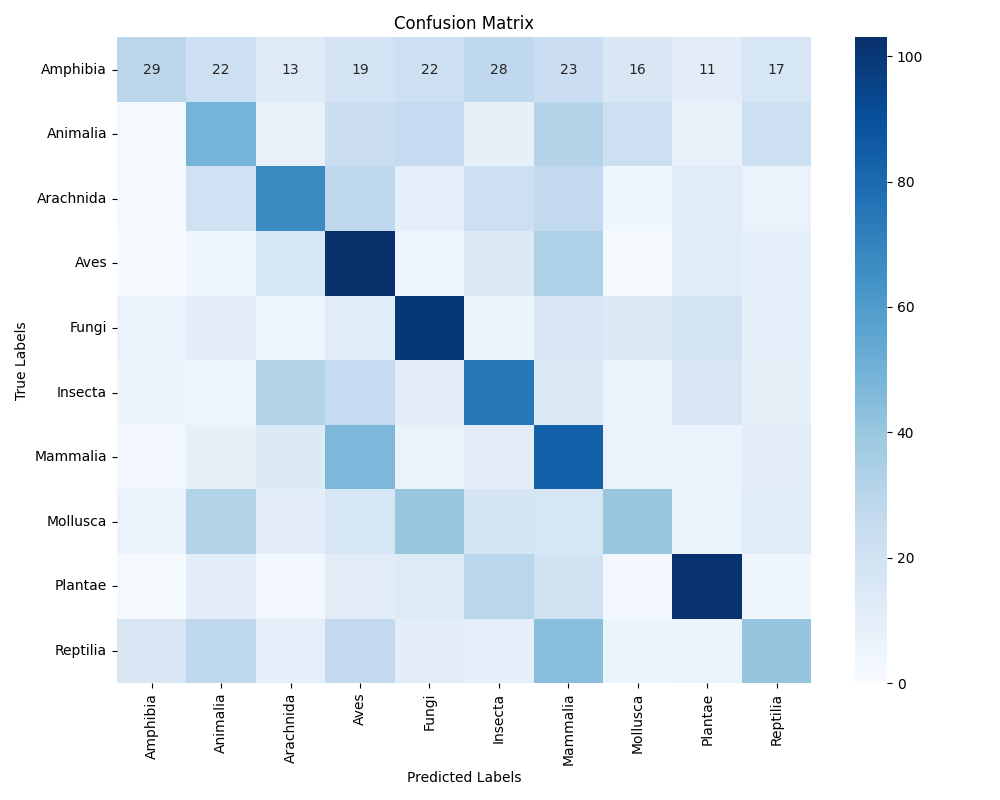 Confusion Matrix
Amphibia 29 22 13 19 22 28 23 16 11 17
Animalia
Arachnida
Aves
Fungi
Insecta
Mammalia
Mollusca
Plantae
Reptilia
True Labels
Amphibia Animalia Arachnida Aves Fungi Insecta Mammalia Mollusca Plantae Reptilia
Predicted Labels
100
80
60
40
20
0